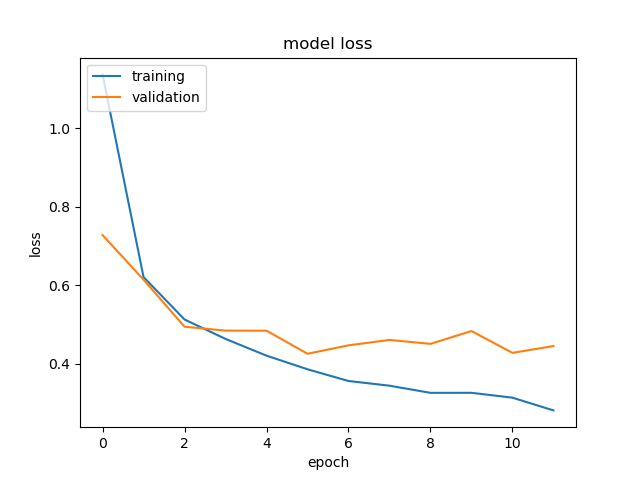 model loss
training
validation
1.0
0.8
0.6
0.4
loss
0 2 4 6 8 10
epoch